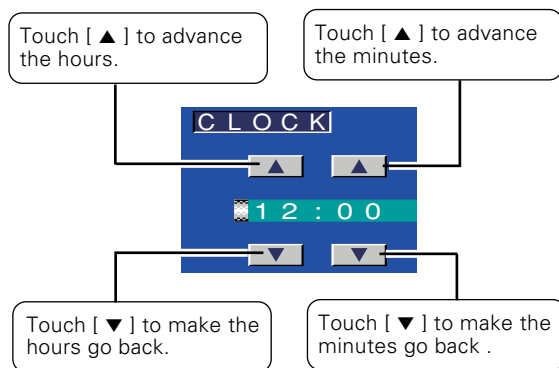 Touch [ ▲ ] to advance
the hours.
Touch [ ▲ ] to advance
the minutes.
CLOCK
▲ ▲
12:00
▼ ▼
Touch [ ▼ ] to make the
hours go back.
Touch [ ▼ ] to make the
minutes go back .